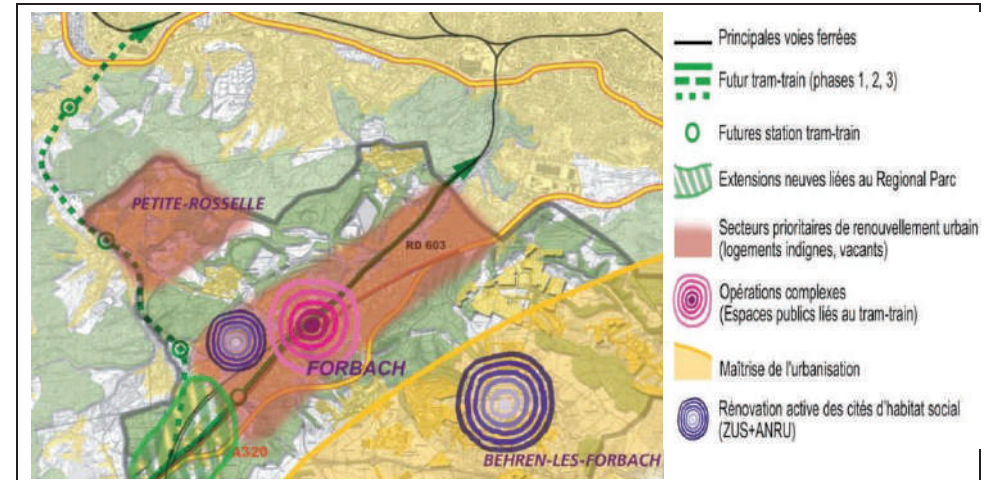 PETITE-ROSSELLE
RD 603
FORBACH
A320
BEHREN-LES-FORBACH
Principales voies ferrées
Futur tram-train (phases 1, 2, 3)
Futures station tram-train
Extensions neuves liées au Regional Parc
Secteurs prioritaires de renouvellement urbain
(logements indignes, vacants)
Opérations complexes
(Espaces publics liés au tram-train)
Maîtrise de l'urbanisation
Rénovation active des cités d'habitat social
(ZUS+ANRU)